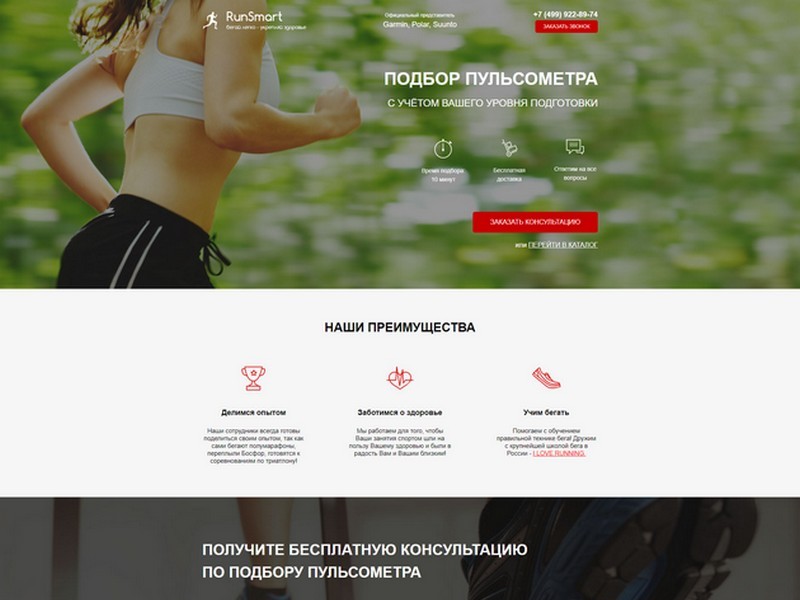 RunSmart
бегай легко - укрепляй здоровье
Официальный представитель
Garmin, Polar, Suunto
+7 (499) 922-89-74
ЗАКАЗАТЬ ЗВОНОК
ПОДБОР ПУЛЬСОМЕТРА
С УЧЁТОМ ВАШЕГО УРОВНЯ ПОДГОТОВКИ
Время подбора
10 минут
Бесплатная
доставка
Ответим на все
вопросы
ЗАКАЗАТЬ КОНСУЛЬТАЦИЮ
или ПЕРЕЙТИ В КАТАЛОГ
НАШИ ПРЕИМУЩЕСТВА
Делимся опытом
Наши сотрудники всегда готовы
поделиться своим опытом, так как
сами бегают полумарафоны,
переплыли Босфор, готовятся к
соревнованиям по триатлону!
Заботимся о здоровье
Мы работаем для того, чтобы
Ваши занятия спортом шли на
пользу Вашему здоровью и были в
радость Вам и Вашим близким!
Учим бегать
Помогаем с обучением
правильной технике бега! Дружим
с крупнейшей школой бега в
России - I LOVE RUNNING.
ПОЛУЧИТЕ БЕСПЛАТНУЮ КОНСУЛЬТАЦИЮ
ПО ПОДБОРУ ПУЛЬСОМЕТРА